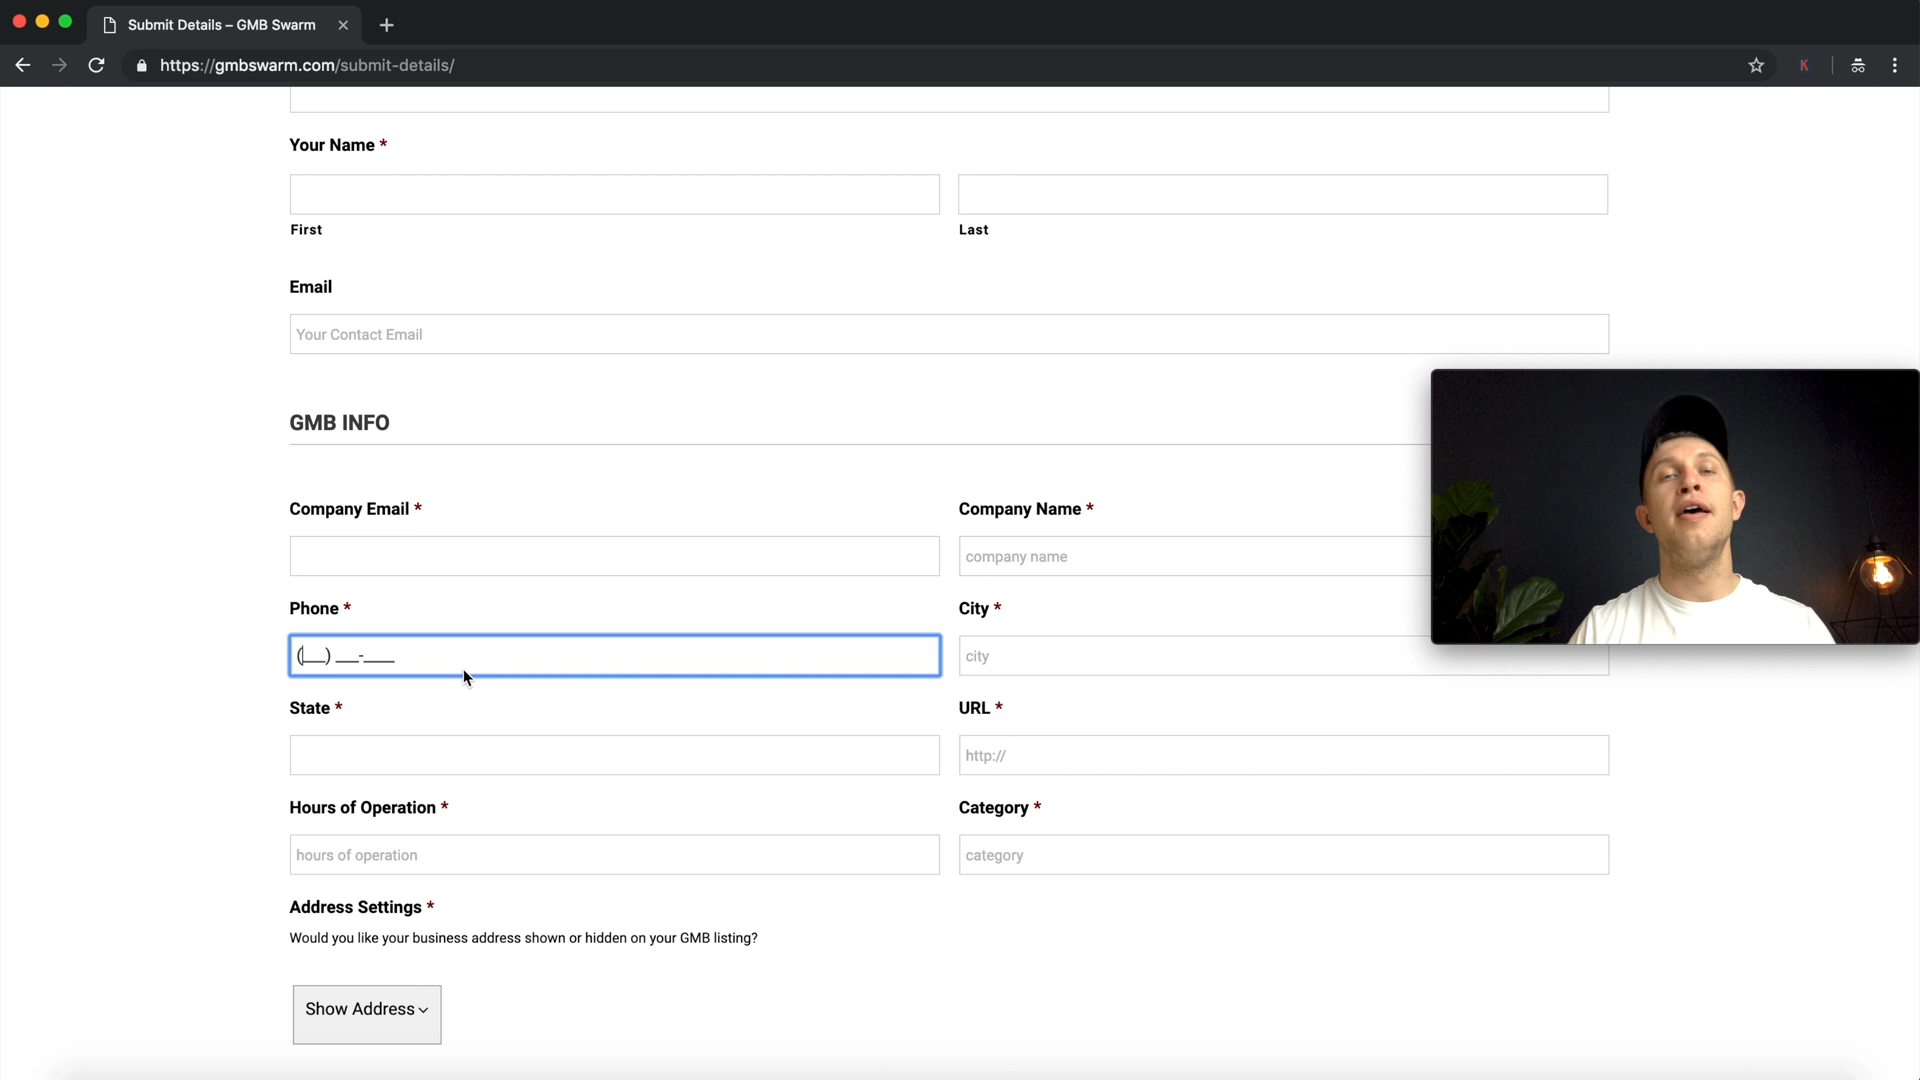 Submit Details – GMB Swarm
https://gmbswarm.com/submit-details/
K
Your Name *
First
Last
Email
Your Contact Email
GMB INFO
Company Email *
Company Name *
company name
Phone *
City *
(___) ___-____
city
State *
URL *
http://
Hours of Operation *
Category *
hours of operation
category
Address Settings *
Would you like your business address shown or hidden on your GMB listing?
Show Address